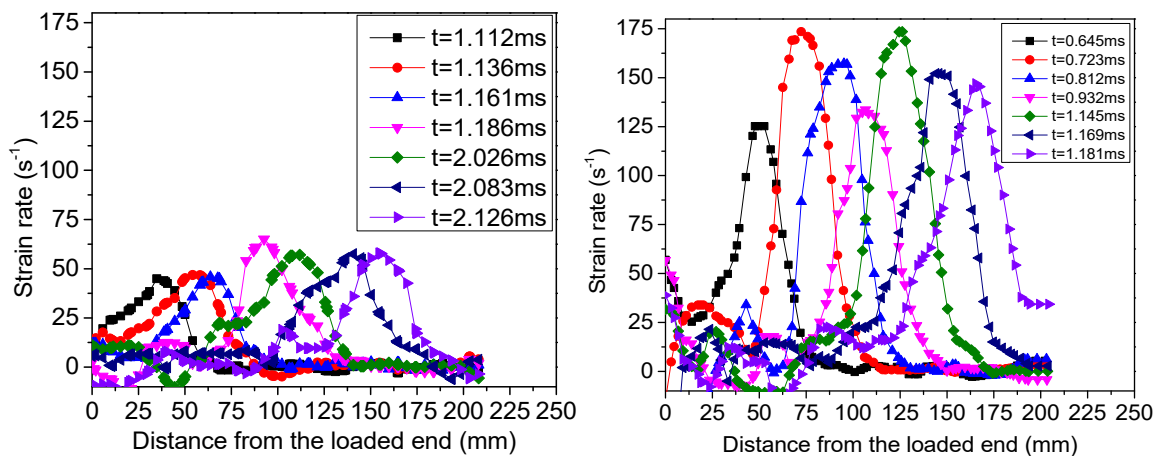 175
150
125
100
75
50
25
0
Strain rate (s⁻¹)
t=1.112ms
t=1.136ms
t=1.161ms
t=1.186ms
t=2.026ms
t=2.083ms
t=2.126ms
0 25 50 75 100 125 150 175 200 225 250
Distance from the loaded end (mm)
175
150
125
100
75
50
25
0
Strain rate (s⁻¹)
t=0.645ms
t=0.723ms
t=0.812ms
t=0.932ms
t=1.145ms
t=1.169ms
t=1.181ms
0 25 50 75 100 125 150 175 200 225 250
Distance from the loaded end (mm)